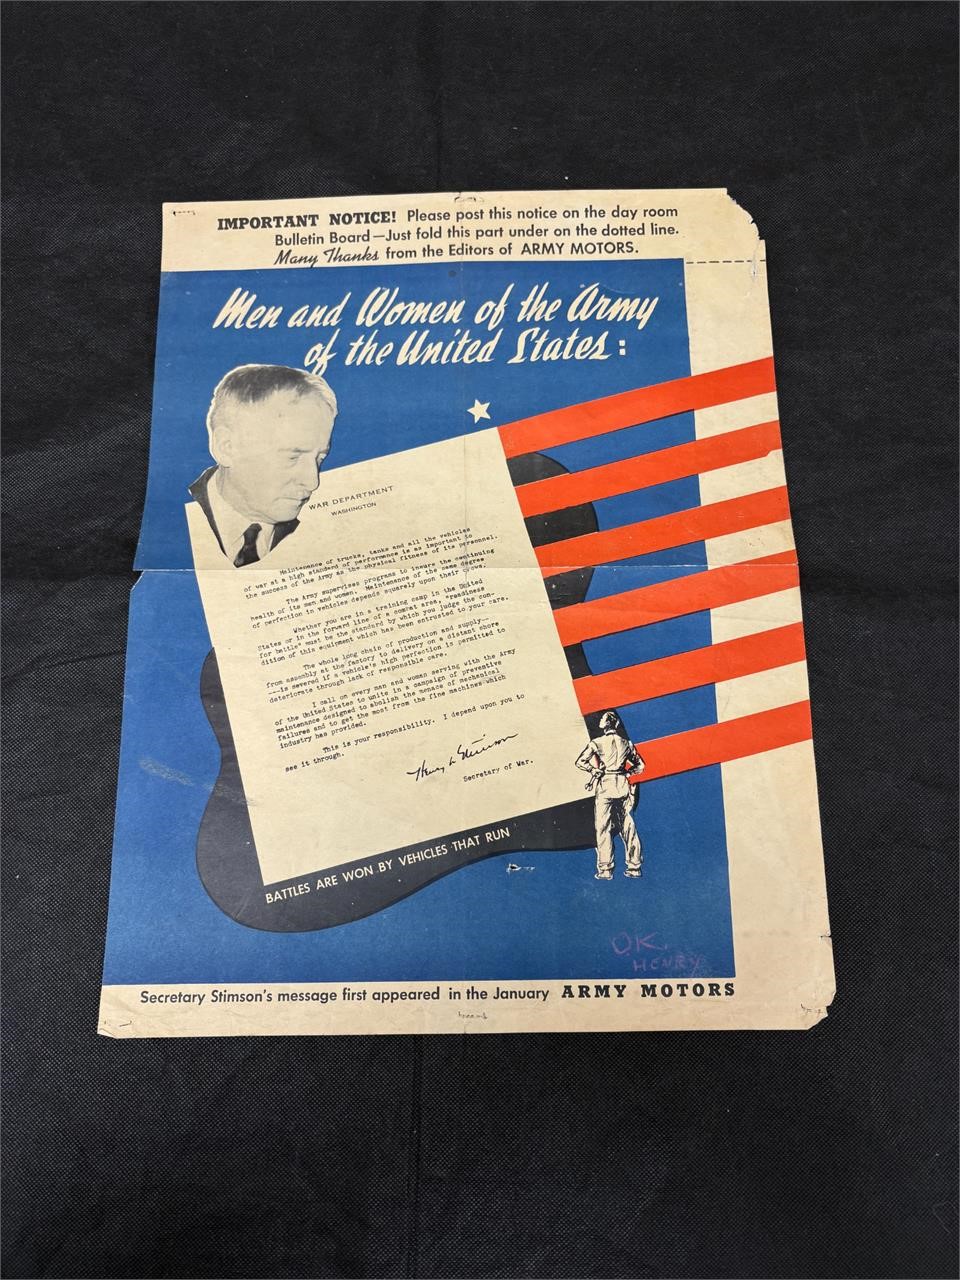 IMPORTANT NOTICE! Please post this notice on the day room
Bulletin Board—Just fold this part under on the dotted line.
Many Thanks from the Editors of ARMY MOTORS.
Men and Women of the Army
of the United States:
WAR DEPARTMENT
WASHINGTON
Maintenance of trucks, tanks and all the vehicles
of war at a high standard of performance is as important to
the success of the Army as the physical fitness of its personnel.
The Army supervises programs to insure the continuing
health of its men and women. Maintenance of the same degree
of perfection in vehicles depends squarely upon their crews.
Whether you are in a training camp in the United
States or in the forward line of a combat area, "readiness
for battle" must be the standard by which you judge the con-
dition of this equipment which has been entrusted to your care.
The whole long chain of production and supply--
from assembly at the factory to delivery on a distant shore
---is severed if a vehicle's high perfection is permitted to
deteriorate through lack of responsible care.
I call on every man and woman serving with the Army
of the United States to unite in a campaign of preventive
maintenance designed to abolish the menace of mechanical
failures and to get the most from the fine machines which
industry has provided.
This is your responsibility. I depend upon you to
see it through.
Henry L Stimson
Secretary of War.
BATTLES ARE WON BY VEHICLES THAT RUN
O.K.
HENRY
Secretary Stimson's message first appeared in the January ARMY MOTORS